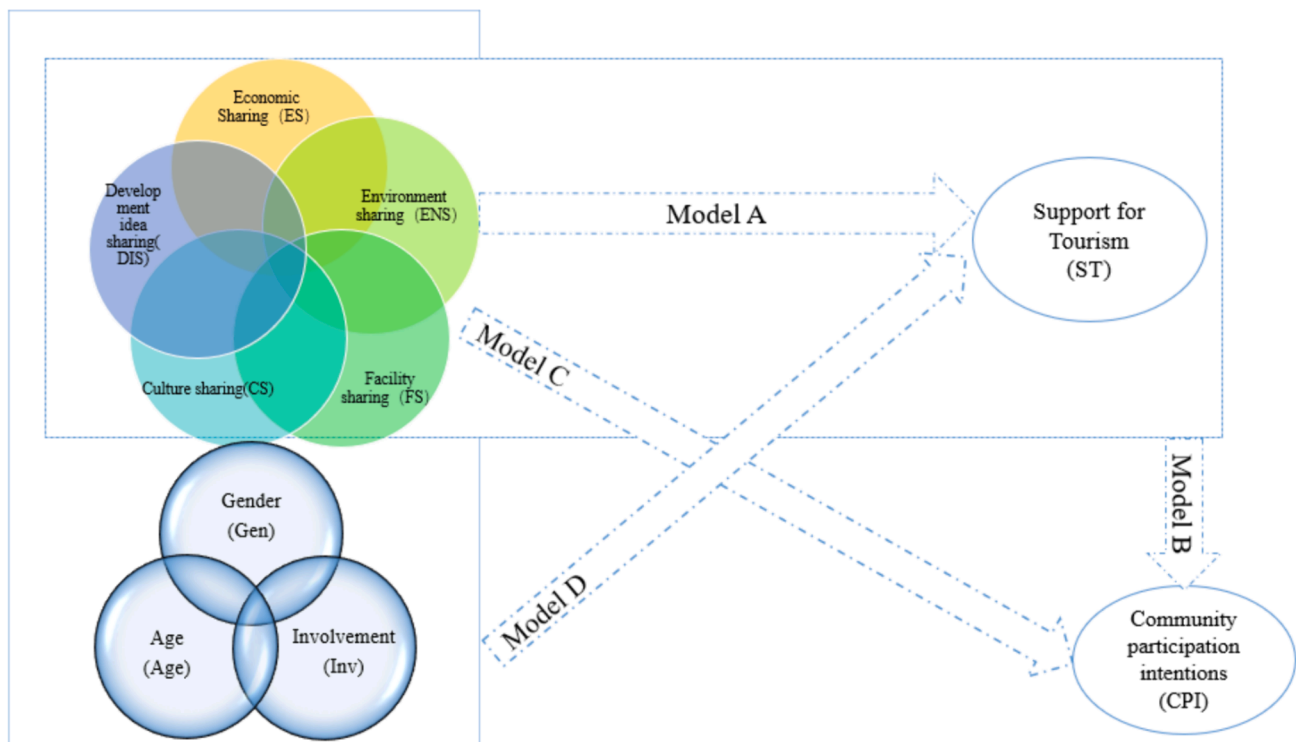 Economic
Sharing（ES）
Develop
ment
idea
sharing(
DIS)
Environment
sharing（ENS）
Culture sharing(CS)
Facility
sharing（FS）
Model A
Support for
Tourism
(ST)
Model C
Model B
Model D
Gender
(Gen)
Age
(Age)
Involvement
(Inv)
Community
participation
intentions
(CPI)